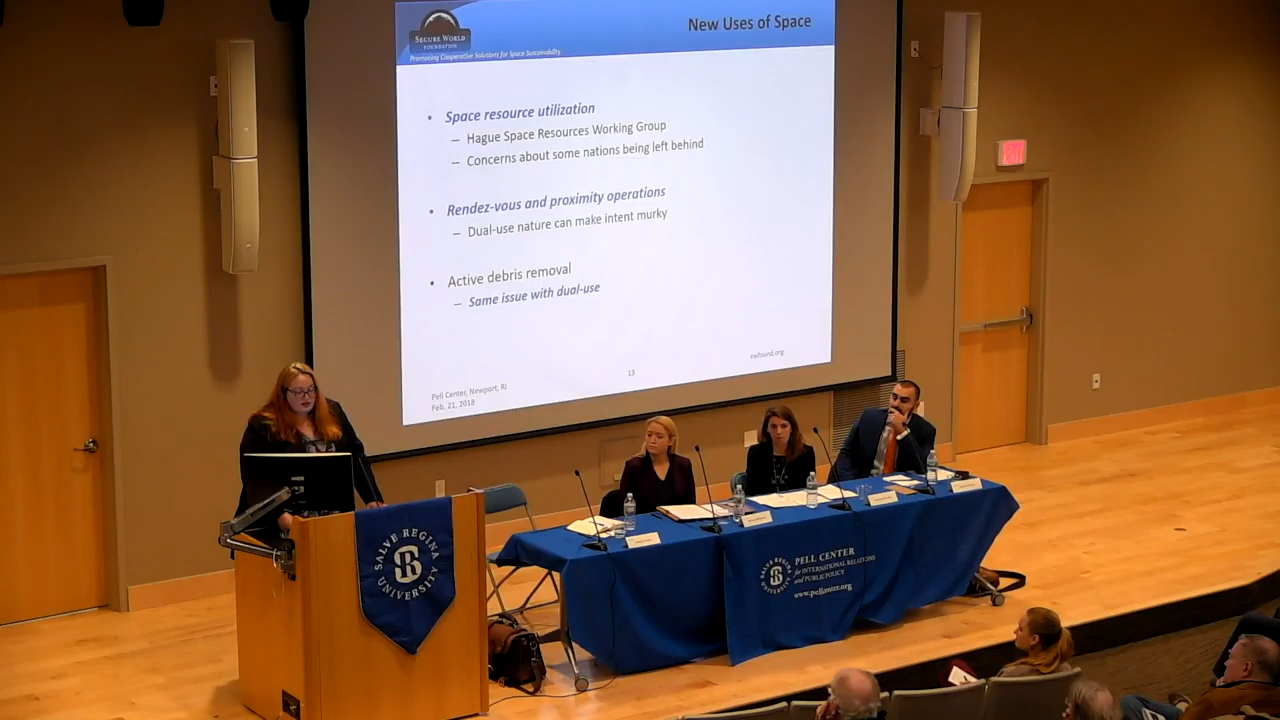 SECURE WORLD
FOUNDATION
Promoting Cooperative Solutions for Space Sustainability
New Uses of Space
• Space resource utilization
– Hague Space Resources Working Group
– Concerns about some nations being left behind
• Rendez-vous and proximity operations
– Dual-use nature can make intent murky
• Active debris removal
– Same issue with dual-use
swfound.org
13
Pell Center, Newport, RI
Feb. 21, 2018
SALVE REGINA
UNIVERSITY
PELL CENTER
for INTERNATIONAL RELATIONS
and PUBLIC POLICY
www.pellcenter.org